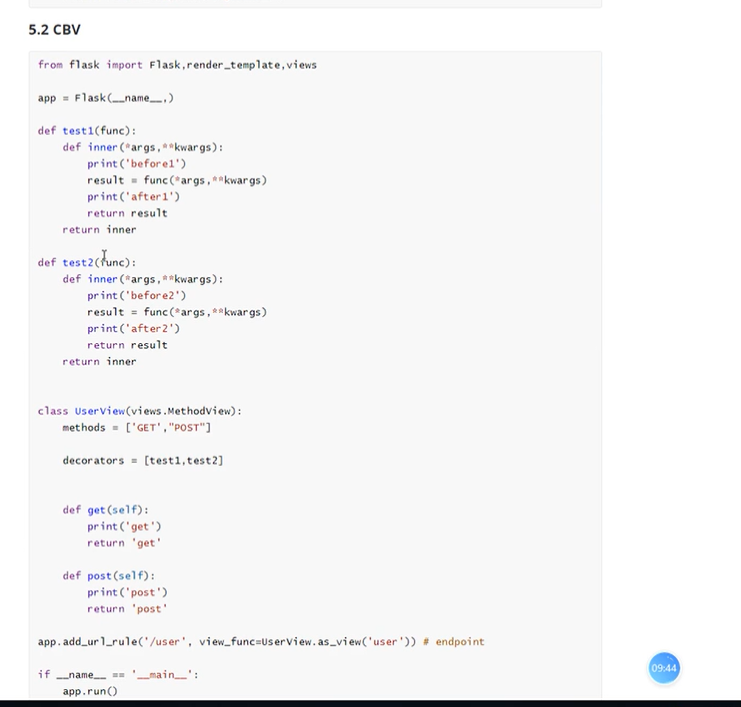 5.2 CBV
from flask import Flask,render_template,views
app = Flask(__name__,)
def test1(func):
    def inner(*args,**kwargs):
        print('before1')
        result = func(*args,**kwargs)
        print('after1')
        return result
    return inner
def test2(func):
    def inner(*args,**kwargs):
        print('before2')
        result = func(*args,**kwargs)
        print('after2')
        return result
    return inner
class UserView(views.MethodView):
    methods = ['GET',"POST"]
    decorators = [test1,test2]
    def get(self):
        print('get')
        return 'get'
    def post(self):
        print('post')
        return 'post'
app.add_url_rule('/user', view_func=UserView.as_view('user')) # endpoint
if __name__ == '__main__':
    app.run()
09:44